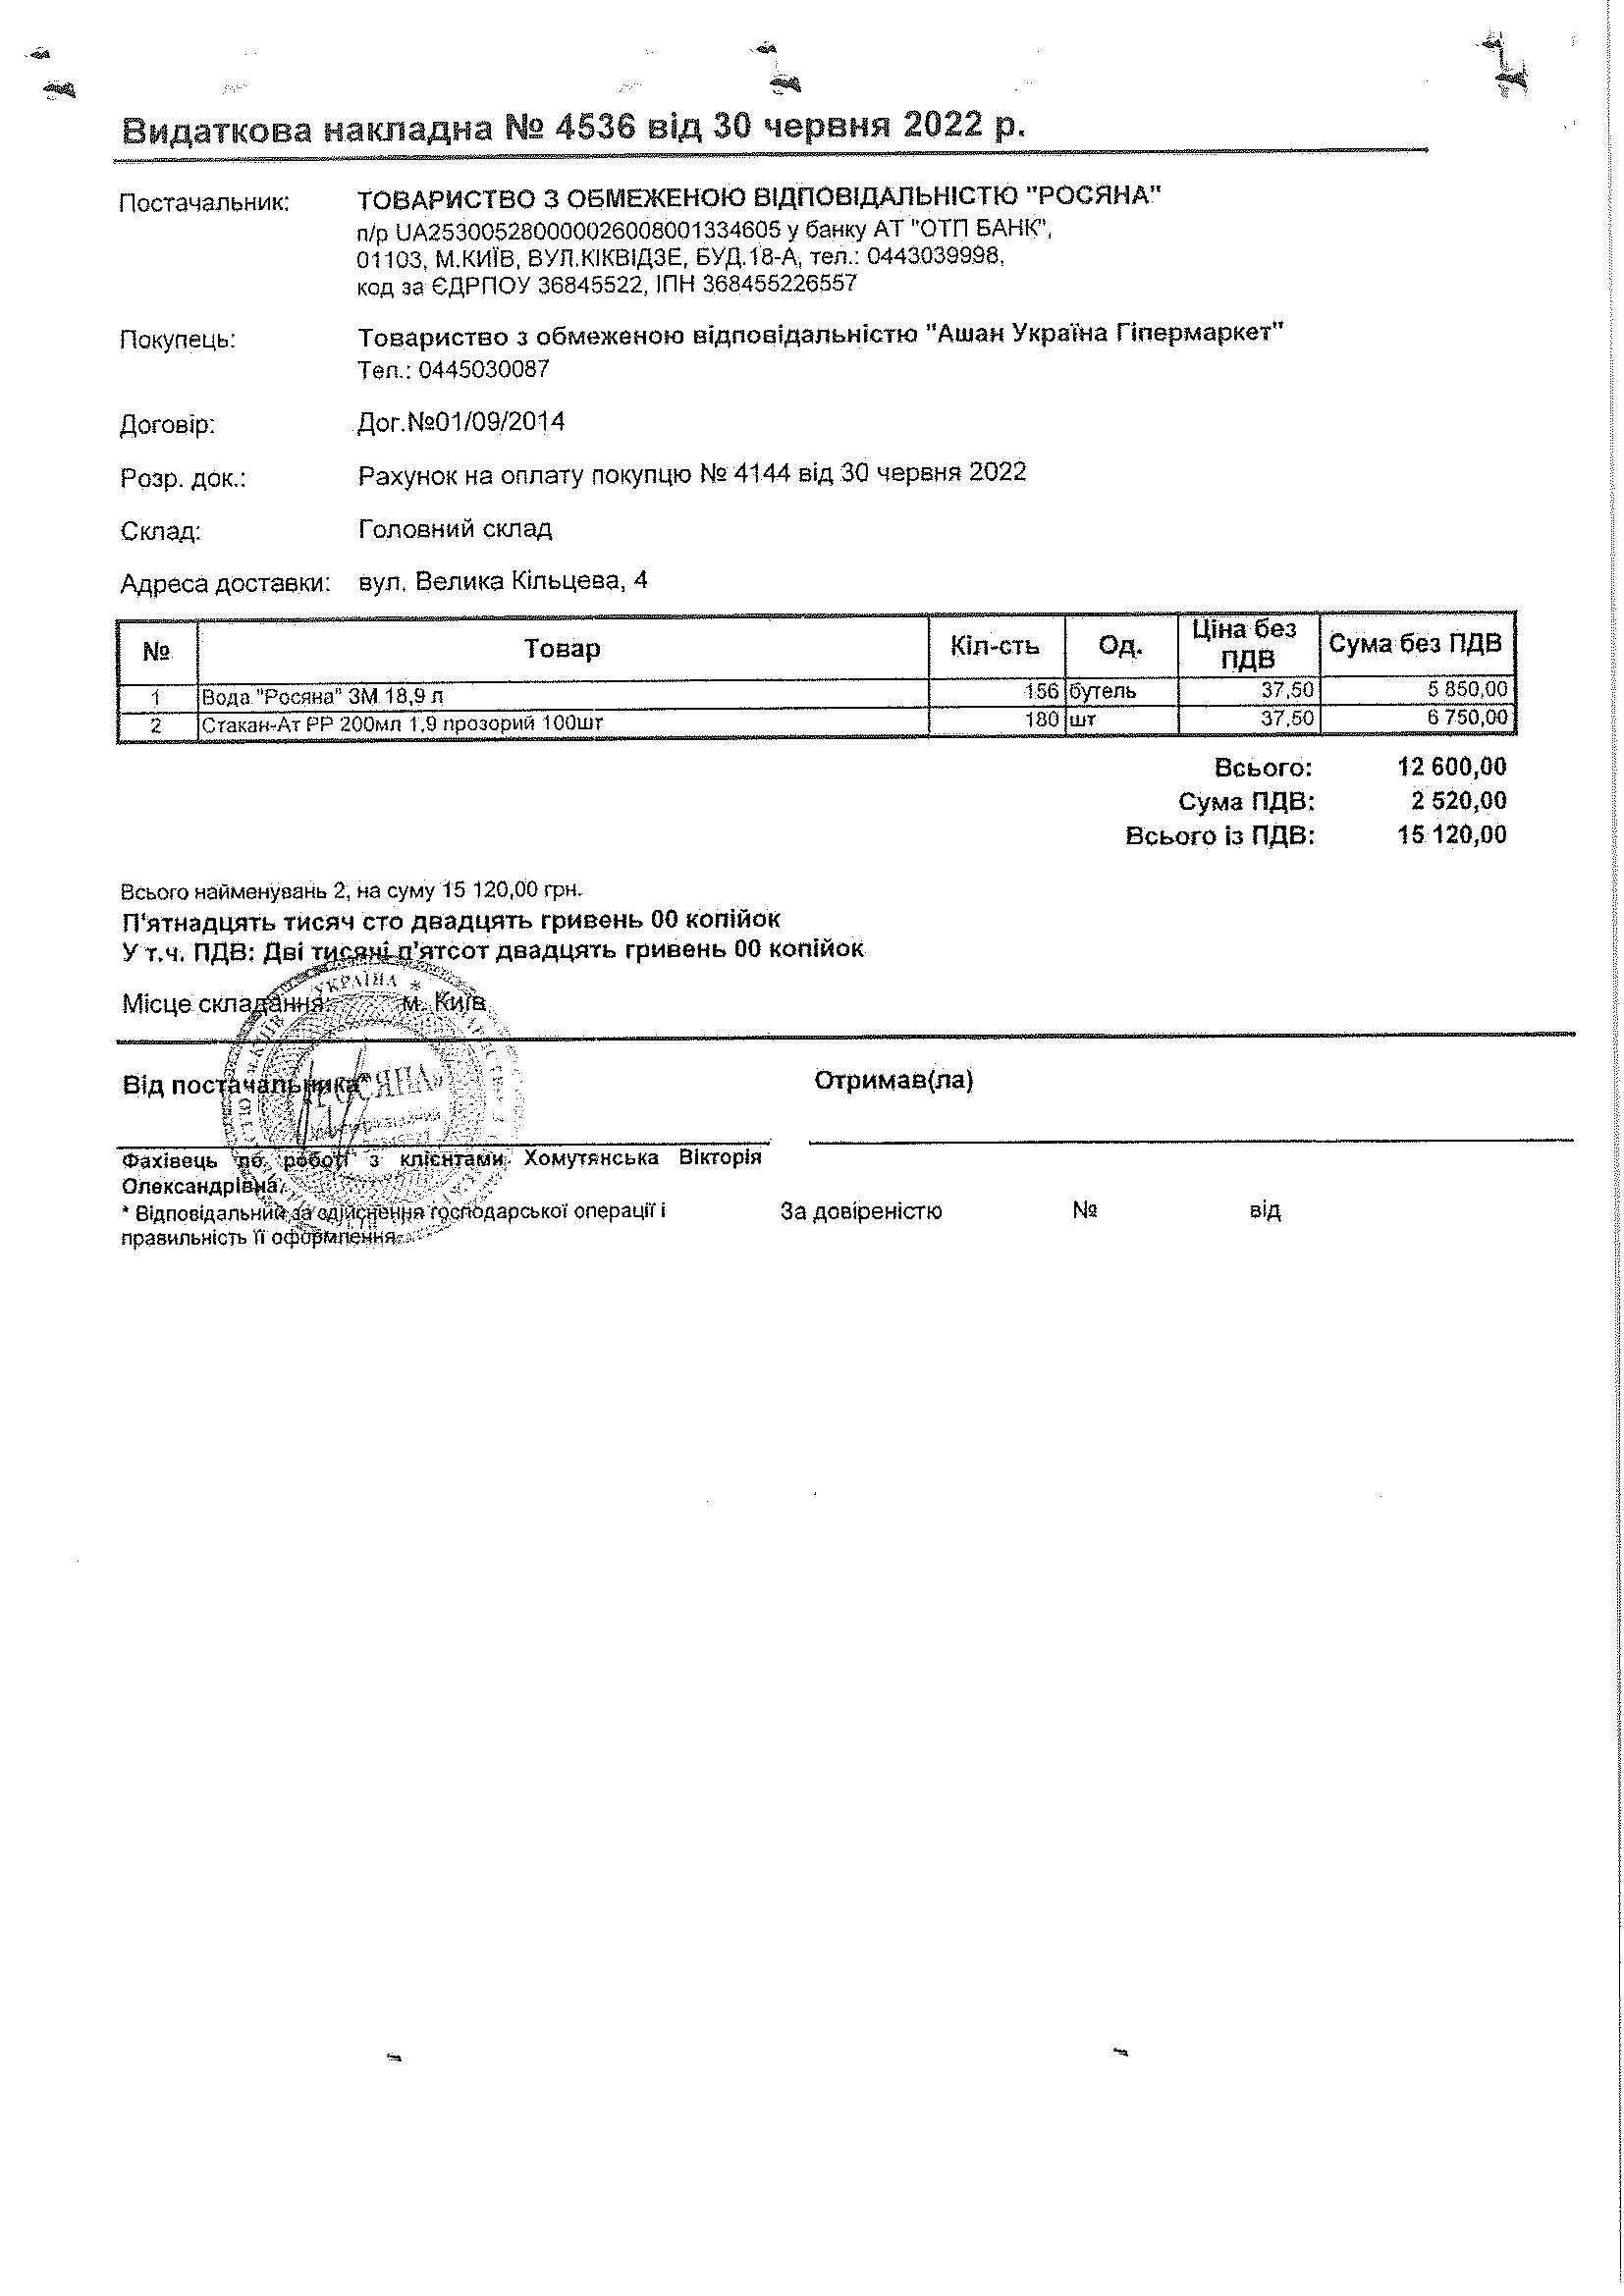 Видаткова накладна № 4536 від 30 червня 2022 р.
Постачальник: ТОВАРИСТВО З ОБМЕЖЕНОЮ ВІДПОВІДАЛЬНІСТЮ "РОСЯНА"
п/р UA253005280000026008001334605 у банку АТ "ОТП БАНК",
01103, М.КИЇВ, ВУЛ.КІКВІДЗЕ, БУД.18-А, тел.: 0443039998,
код за ЄДРПОУ 36845522, ІПН 368455226557
Покупець: Товариство з обмеженою відповідальністю "Ашан Україна Гіпермаркет"
Тел.: 0445030087
Договір: Дог.№01/09/2014
Розр. док.: Рахунок на оплату покупцю № 4144 від 30 червня 2022
Склад: Головний склад
Адреса доставки: вул. Велика Кільцева, 4
№ Товар Кіл-сть Од. Ціна без ПДВ Сума без ПДВ
1 Вода "Росяна" ЗМ 18,9 л 156 бутель 37,50 5 850,00
2 Стакан-Ат РР 200мл 1,9 прозорий 100шт 180 шт 37,50 6 750,00
Всього: 12 600,00
Сума ПДВ: 2 520,00
Всього із ПДВ: 15 120,00
Всього найменувань 2, на суму 15 120,00 грн.
П'ятнадцять тисяч сто двадцять гривень 00 копійок
У т.ч. ПДВ: Дві тисячі п'ятсот двадцять гривень 00 копійок
УКРАЇНА
Місце складання: м. Київ
Від постачальника* Отримав(ла)
Фахівець по роботі з клієнтами Хомутянська Вікторія
Олександрівна
* Відповідальний за здійснення господарської операції і
правильність її оформлення
За довіреністю № від